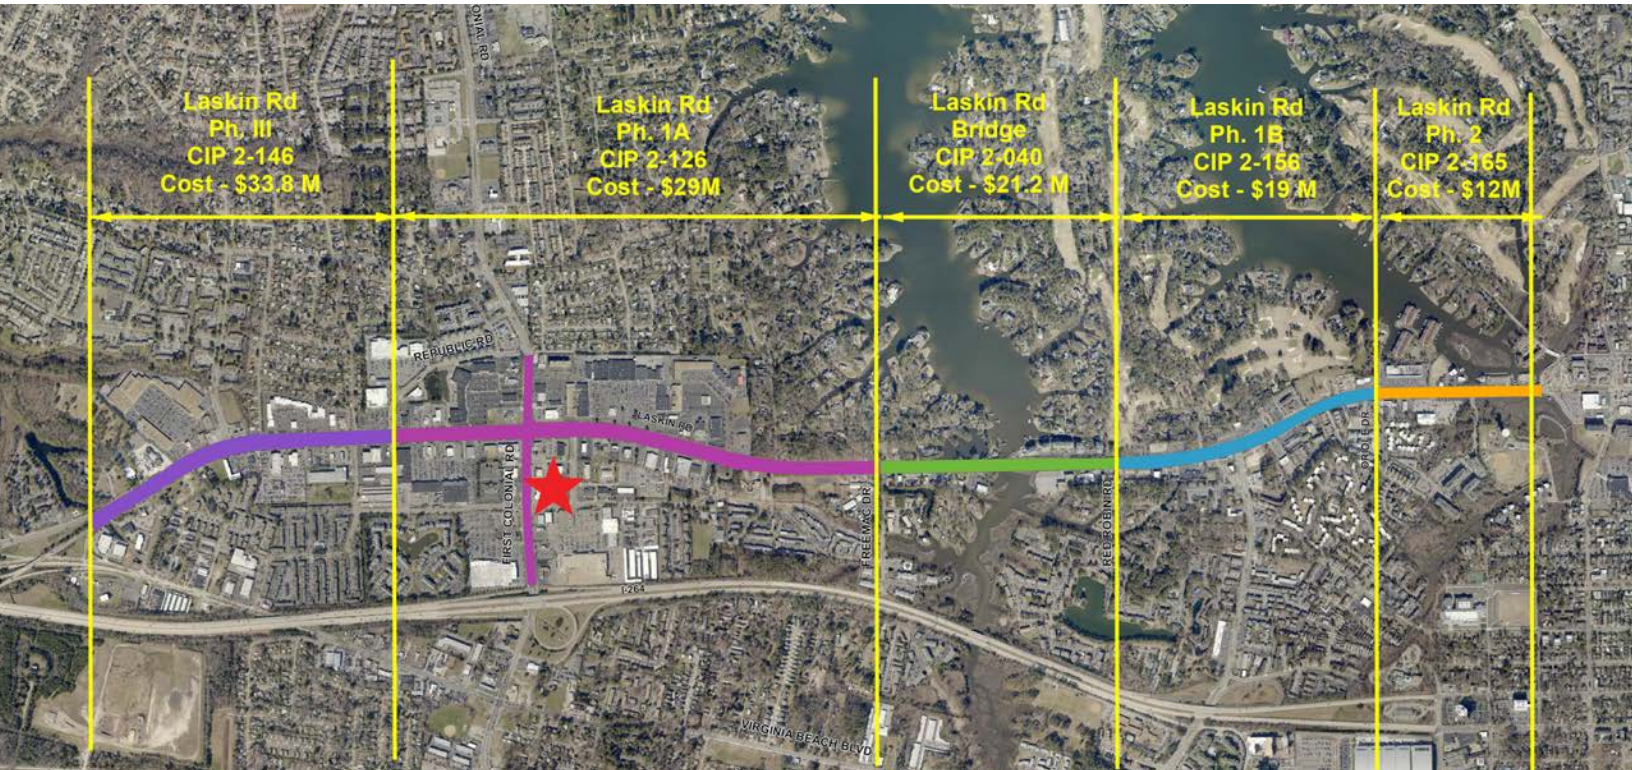 Laskin Rd
Ph. III
CIP 2-146
Cost - $33.8 M
Laskin Rd
Ph. 1A
CIP 2-126
Cost - $29M
Laskin Rd
Bridge
CIP 2-040
Cost - $21.2 M
Laskin Rd
Ph. 1B
CIP 2-156
Cost - $19 M
Laskin Rd
Ph. 2
CIP 2-165
Cost - $12M
ONIAL RD
REPUBLIC RD
LASKIN RD
FIRST COLONIAL RD
FREEMAC DR
RED ROBIN RD
ORIOLE DR
I-264
VIRGINIA BEACH BLVD